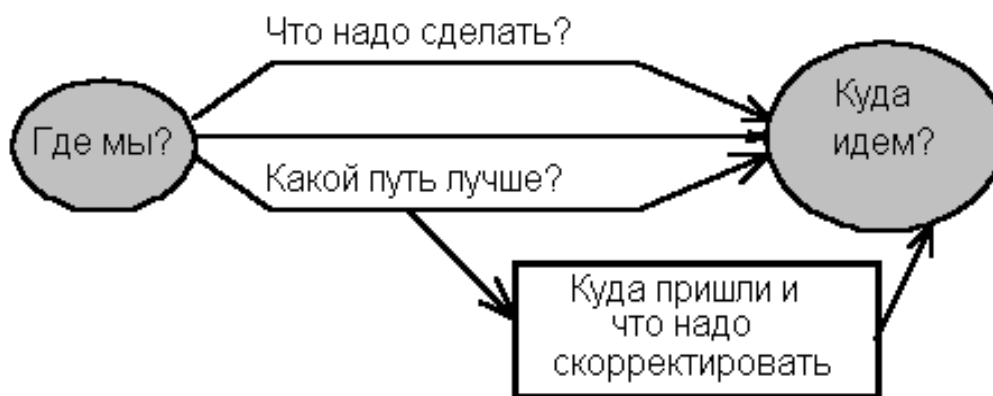 Что надо сделать?
Где мы?
Куда
идем?
Какой путь лучше?
Куда пришли и
что надо
скорректировать